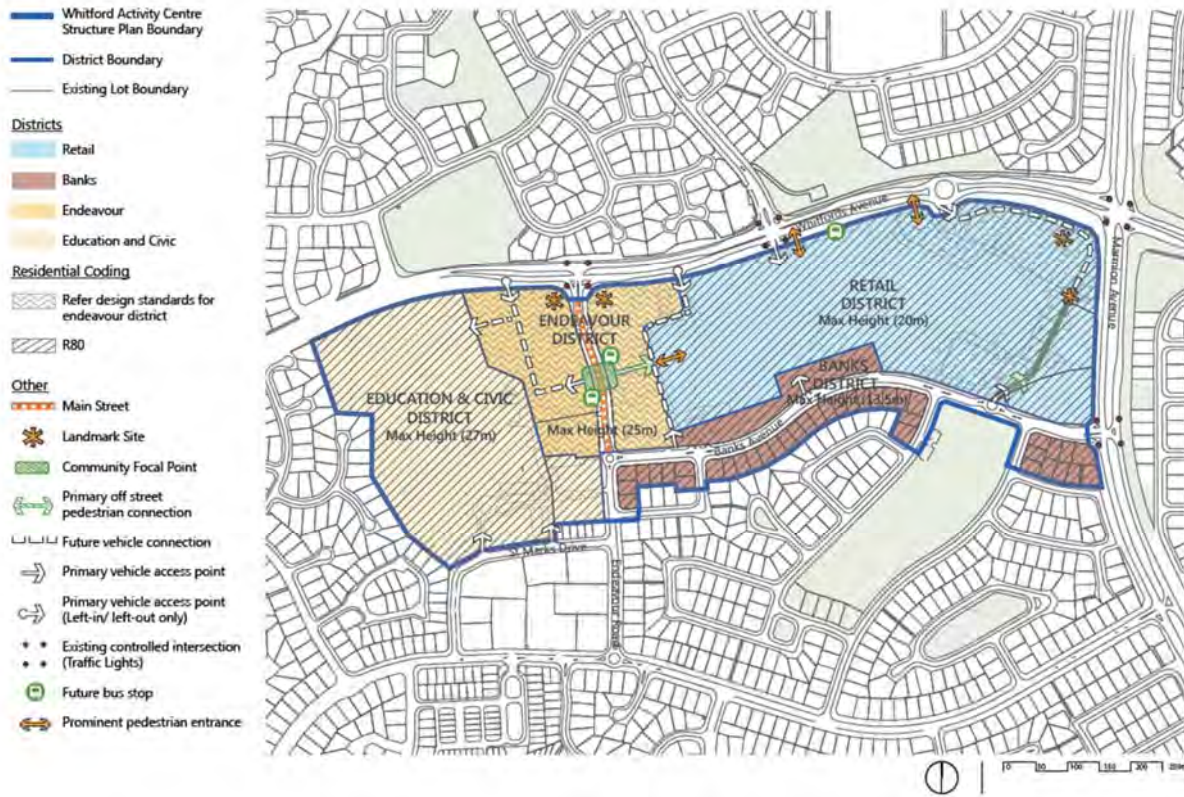 Whitford Activity Centre
Structure Plan Boundary
District Boundary
Existing Lot Boundary
Districts
Retail
Banks
Endeavour
Education and Civic
Residential Coding
Refer design standards for
endeavour district
R80
Other
Main Street
Landmark Site
Community Focal Point
Primary off street
pedestrian connection
Future vehicle connection
Primary vehicle access point
Primary vehicle access point
(Left-in/ left-out only)
Existing controlled intersection
(Traffic Lights)
Future bus stop
Prominent pedestrian entrance
Whitfords Avenue
Marmion Avenue
RETAIL
DISTRICT
Max Height (20m)
ENDEAVOUR
DISTRICT
Max Height (25m)
BANKS
DISTRICT
Max Height (13.5m)
EDUCATION & CIVIC
DISTRICT
Max Height (27m)
Banks Avenue
St Marks Drive
Endeavour Road
0 50 100 150 200 250m